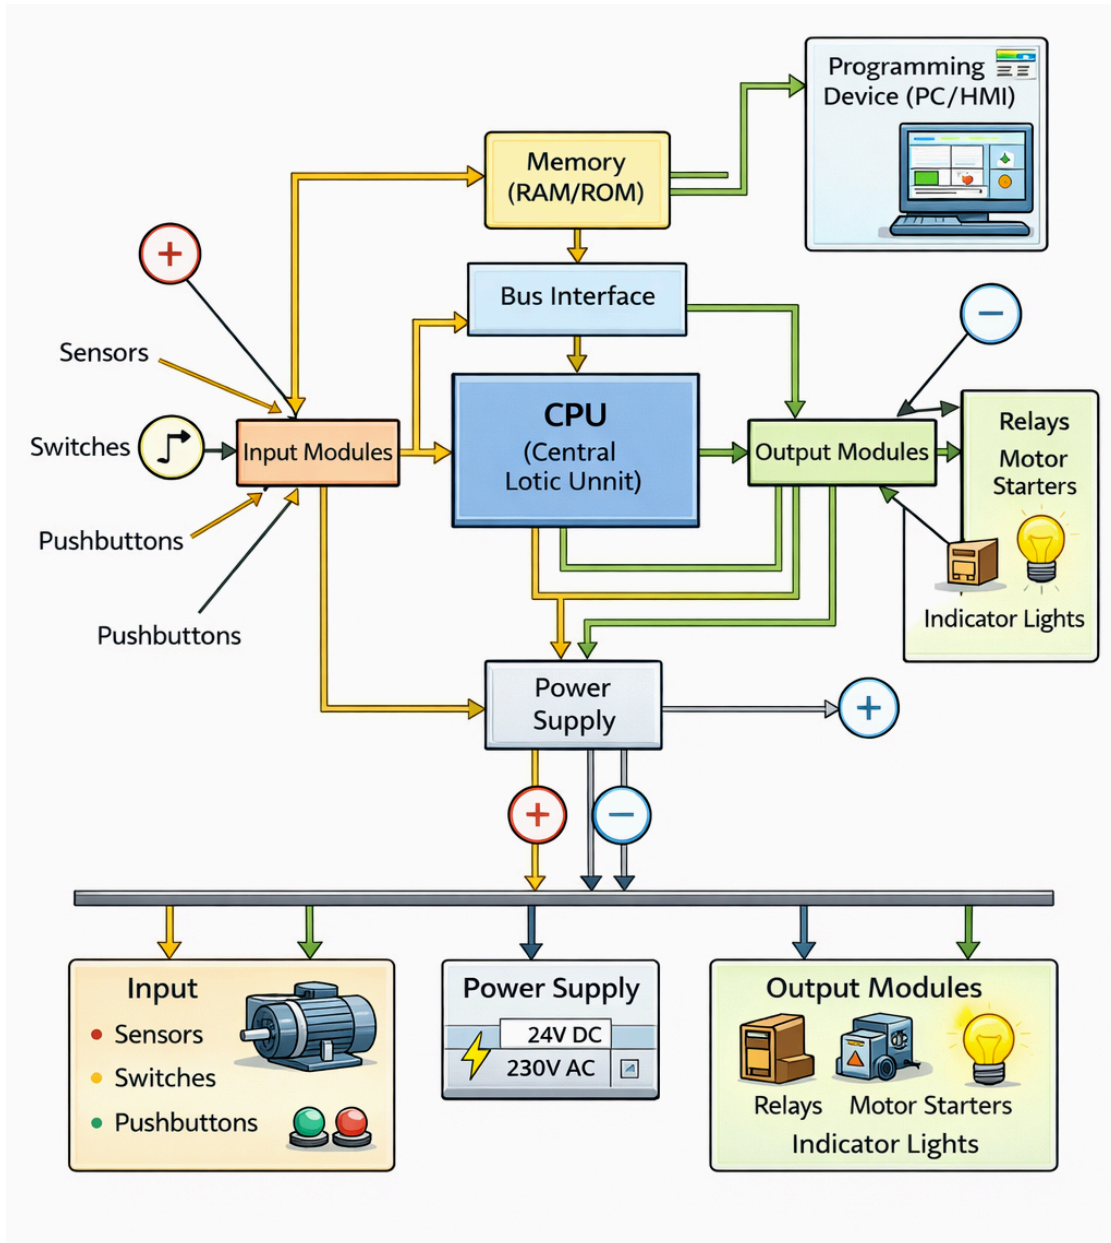 Programming
Device (PC/HMI)
Memory
(RAM/ROM)
Bus Interface
Sensors
CPU
(Central
Lotic Unnit)
Switches
Input Modules
Output Modules
Relays
Motor
Starters
Pushbuttons
Indicator Lights
Pushbuttons
Power
Supply
Input
Sensors
Switches
Pushbuttons
Power Supply
24V DC
230V AC
Output Modules
Relays
Motor Starters
Indicator Lights